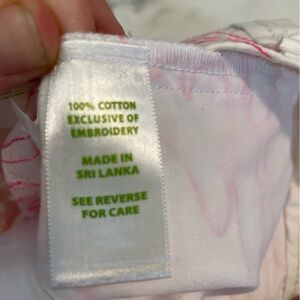 100% COTTON
EXCLUSIVE OF
EMBROIDERY
MADE IN
SRI LANKA
SEE REVERSE
FOR CARE